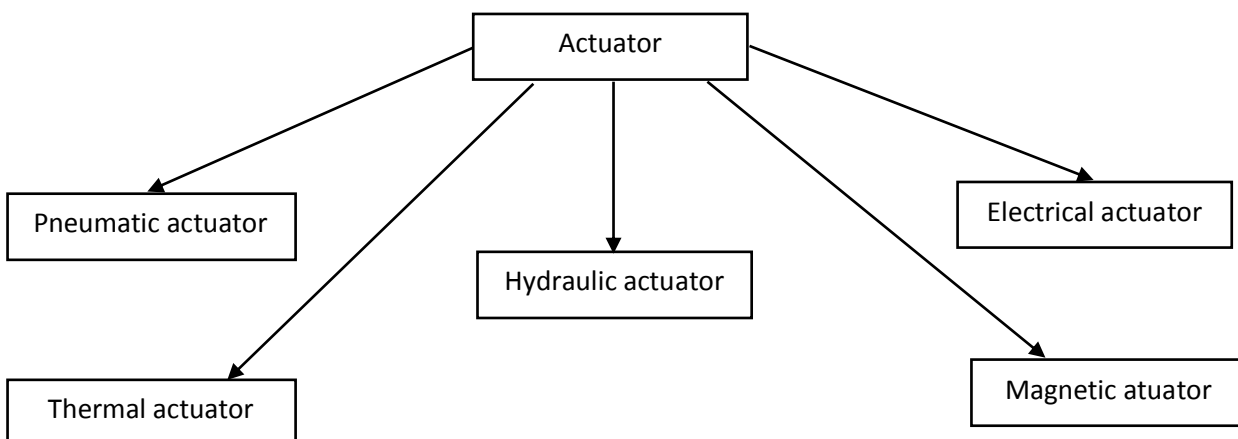 Actuator
Pneumatic actuator
Electrical actuator
Hydraulic actuator
Thermal actuator
Magnetic atuator